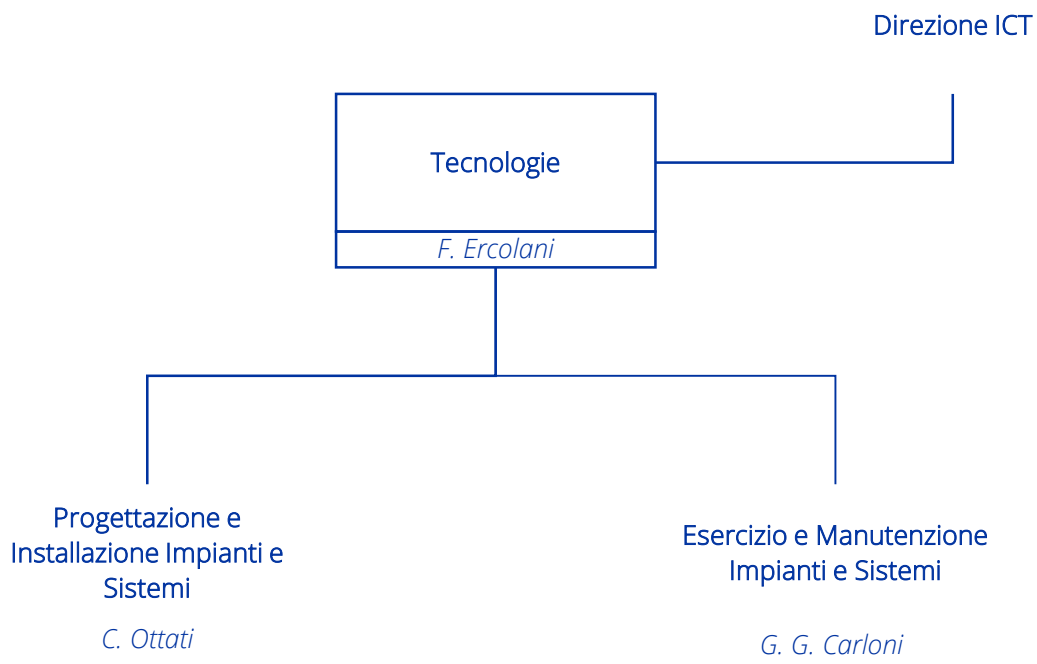 Direzione ICT
Tecnologie
F. Ercolani
Progettazione e
Installazione Impianti e
Sistemi
C. Ottati
Esercizio e Manutenzione
Impianti e Sistemi
G. G. Carloni